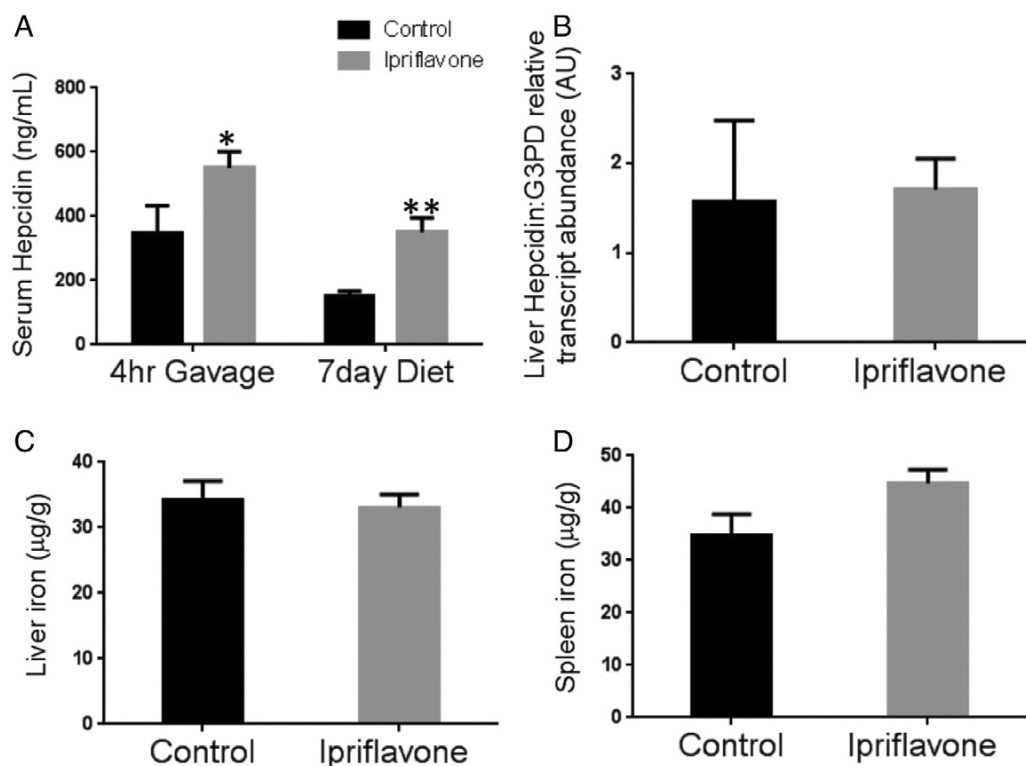 A
Control
Ipriflavone
Serum Hepcidin (ng/mL)
800
600
400
200
0
*
**
4hr Gavage
7day Diet
B
Liver Hepcidin:G3PD relative
transcript abundance (AU)
3
2
1
0
Control
Ipriflavone
C
Liver iron (µg/g)
40
30
20
10
0
Control
Ipriflavone
D
Spleen iron (µg/g)
50
40
30
20
10
0
Control
Ipriflavone